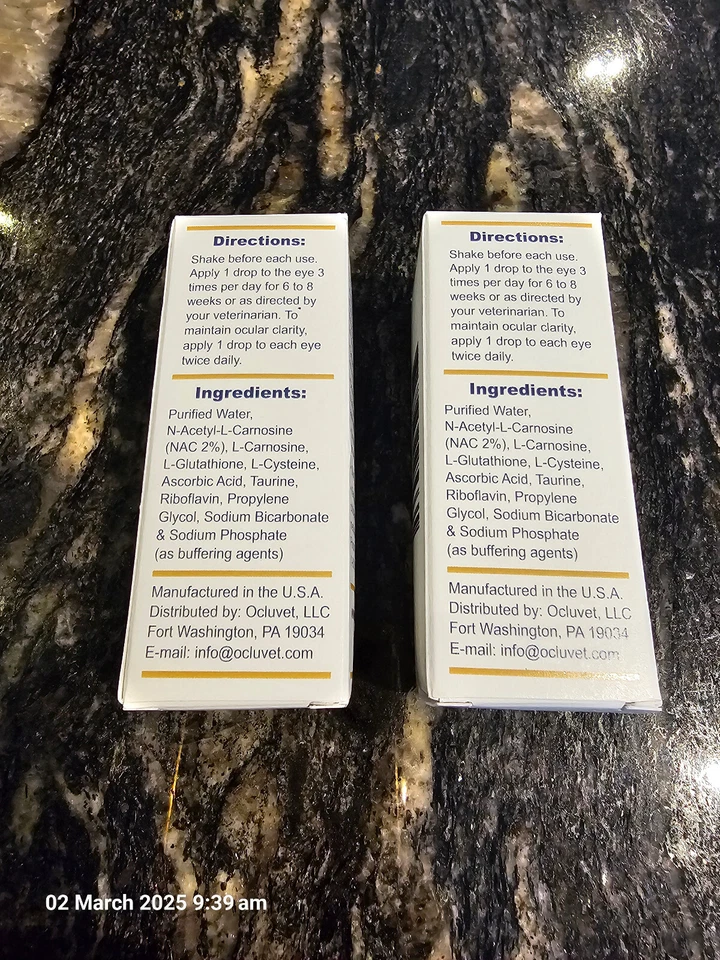 Directions:
Shake before each use.
Apply 1 drop to the eye 3
times per day for 6 to 8
weeks or as directed by
your veterinarian. To
maintain ocular clarity,
apply 1 drop to each eye
twice daily.
Ingredients:
Purified Water,
N-Acetyl-L-Carnosine
(NAC 2%), L-Carnosine,
L-Glutathione, L-Cysteine,
Ascorbic Acid, Taurine,
Riboflavin, Propylene
Glycol, Sodium Bicarbonate
& Sodium Phosphate
(as buffering agents)
Manufactured in the U.S.A.
Distributed by: Ocluvet, LLC
Fort Washington, PA 19034
E-mail: info@ocluvet.com
Directions:
Shake before each use.
Apply 1 drop to the eye 3
times per day for 6 to 8
weeks or as directed by
your veterinarian. To
maintain ocular clarity,
apply 1 drop to each eye
twice daily.
Ingredients:
Purified Water,
N-Acetyl-L-Carnosine
(NAC 2%), L-Carnosine,
L-Glutathione, L-Cysteine,
Ascorbic Acid, Taurine,
Riboflavin, Propylene
Glycol, Sodium Bicarbonate
& Sodium Phosphate
(as buffering agents)
Manufactured in the U.S.A.
Distributed by: Ocluvet, LLC
Fort Washington, PA 19034
E-mail: info@ocluvet.com
02 March 2025 9:39 am